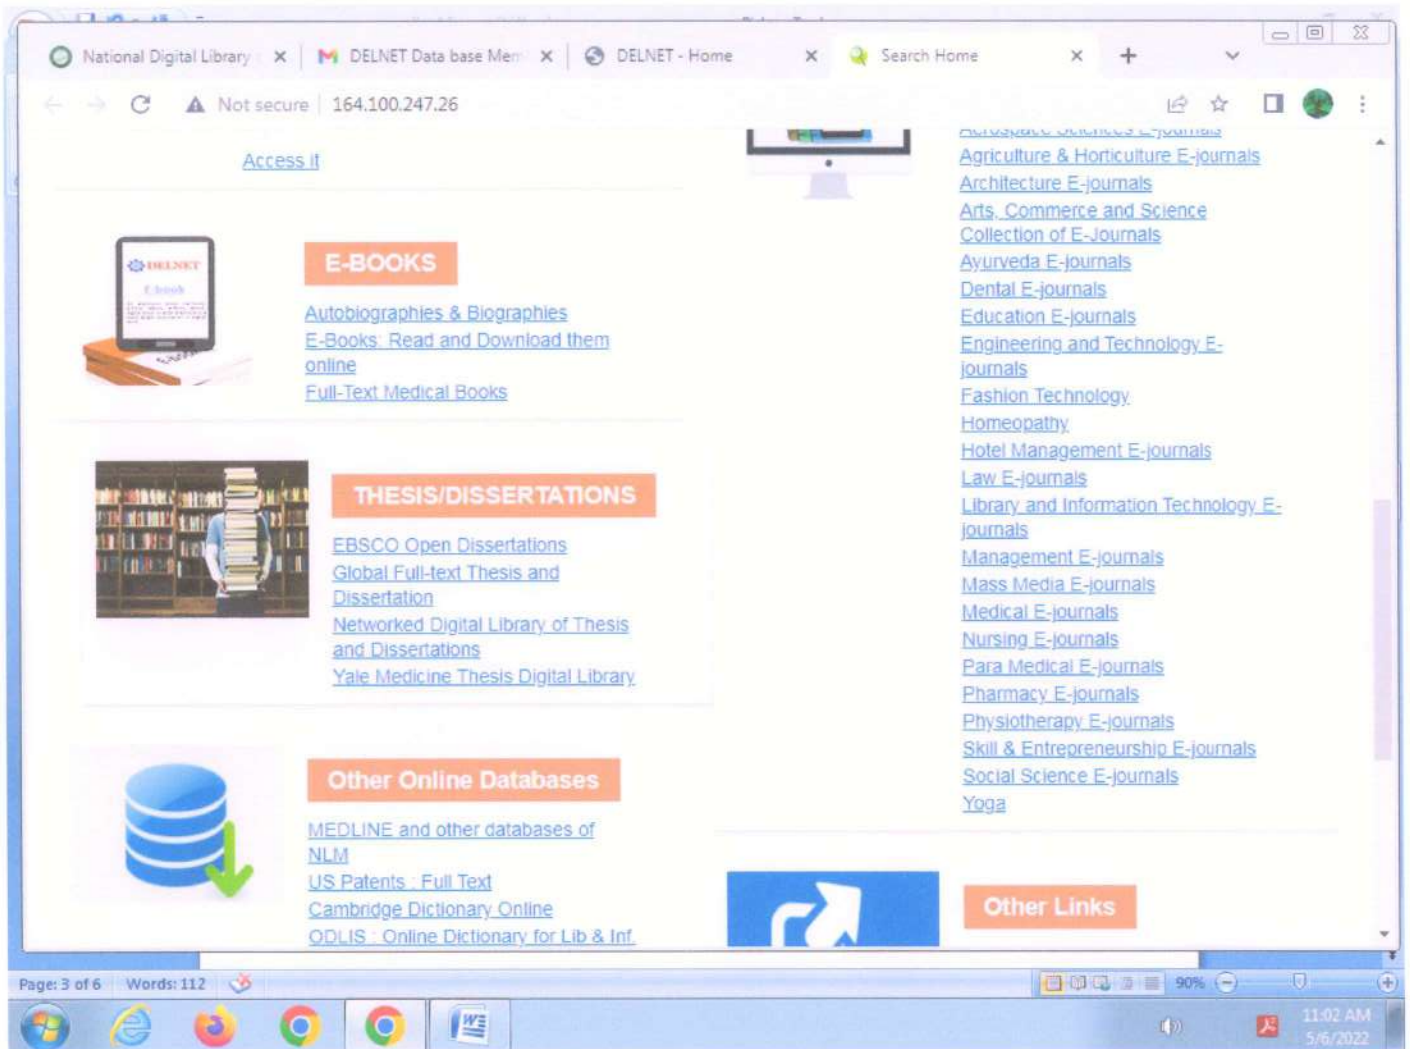 National Digital Library
DELNET Data base Mem
DELNET - Home
Search Home
Not secure
164.100.247.26
Access it
DELNET
E-book
E-BOOKS
Autobiographies & Biographies
E-Books: Read and Download them
online
Full-Text Medical Books
THESIS/DISSERTATIONS
EBSCO Open Dissertations
Global Full-text Thesis and
Dissertation
Networked Digital Library of Thesis
and Dissertations
Yale Medicine Thesis Digital Library
Other Online Databases
MEDLINE and other databases of
NLM
US Patents : Full Text
Cambridge Dictionary Online
ODLIS : Online Dictionary for Lib & Inf.
Aerospace Sciences E-journals
Agriculture & Horticulture E-journals
Architecture E-journals
Arts, Commerce and Science
Collection of E-Journals
Ayurveda E-journals
Dental E-journals
Education E-journals
Engineering and Technology E-
journals
Fashion Technology
Homeopathy
Hotel Management E-journals
Law E-journals
Library and Information Technology E-
journals
Management E-journals
Mass Media E-journals
Medical E-journals
Nursing E-journals
Para Medical E-journals
Pharmacy E-journals
Physiotherapy E-journals
Skill & Entrepreneurship E-journals
Social Science E-journals
Yoga
Other Links
Page: 3 of 6
Words: 112
90%
11:02 AM
5/6/2022